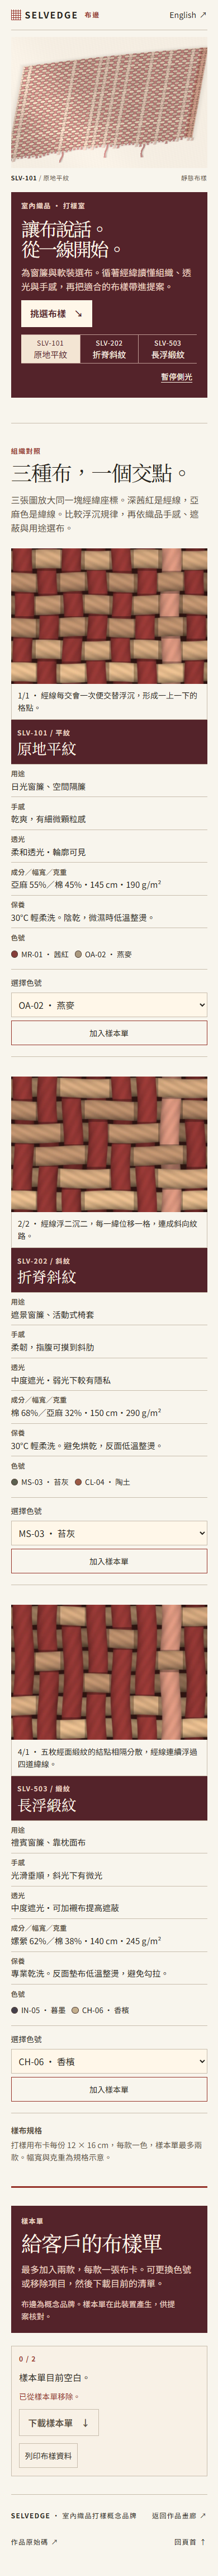 SELVEDGE 布邊
English ↗
SLV-101 / 原地平紋
靜態布樣
室內織品 · 打樣室
讓布說話。
從一線開始。
為窗簾與軟裝選布。循著經緯讀懂組織、透
光與手感，再把適合的布樣帶進提案。
挑選布樣 ↘
SLV-101
原地平紋
SLV-202
折脊斜紋
SLV-503
長浮緞紋
暫停側光
組織對照
三種布，一個交點。
三張圖放大同一塊經緯座標。深茜紅是經線，亞
麻色是緯線。比較浮沉規律，再依織品手感、遮
蔽與用途選布。
1/1 · 經緯每交會一次便交替浮沉，形成一上一下的
格點。
SLV-101 / 平紋
原地平紋
用途
日光窗簾、空間隔簾
手感
乾爽，有細微顆粒感
透光
柔和透光，輪廓可見
成分／幅寬／克重
亞麻 55%／棉 45% · 145 cm · 190 g/m²
保養
30°C 輕柔洗。陰乾，微濕時低溫整燙。
色號
MR-01 · 茜紅 OA-02 · 燕麥
選擇色號
OA-02 · 燕麥
加入樣本單
2/2 · 經線浮二沉二，每一緯位移一格，連成斜向紋
路。
SLV-202 / 斜紋
折脊斜紋
用途
遮景窗簾、活動式椅套
手感
柔韌，指腹可摸到斜肋
透光
中度遮光，弱光下較有隱私
成分／幅寬／克重
棉 68%／亞麻 32% · 150 cm · 290 g/m²
保養
30°C 輕柔洗。避免烘乾，反面低溫整燙。
色號
MS-03 · 苔灰 CL-04 · 陶土
選擇色號
MS-03 · 苔灰
加入樣本單
4/1 · 五枚經面緞紋的結點相隔分散，經線連續浮過
四道緯線。
SLV-503 / 緞紋
長浮緞紋
用途
禮賓窗簾、靠枕面布
手感
光滑垂順，斜光下有微光
透光
中度遮光，可加襯布提高遮蔽
成分／幅寬／克重
嫘縈 62%／棉 38% · 140 cm · 245 g/m²
保養
專業乾洗。反面墊布低溫整燙，避免勾拉。
色號
IN-05 · 暮墨 CH-06 · 香檳
選擇色號
CH-06 · 香檳
加入樣本單
樣布規格
打樣用布卡每份 12 × 16 cm，每款一色，樣本單最多兩
款。幅寬與克重為規格示意。
樣本單
給客戶的布樣單
最多加入兩款，每款一張布卡。可更換色號
或移除項目，然後下載目前的清單。
布邊為概念品牌。樣本單在此裝置產生，供提
案核對。
0 / 2
樣本單目前空白。
已從樣本單移除。
下載樣本單 ↓
列印布樣資料
SELVEDGE · 室內織品打樣概念品牌
返回作品畫廊 ↗
作品原始碼 ↗
回頁首 ↑